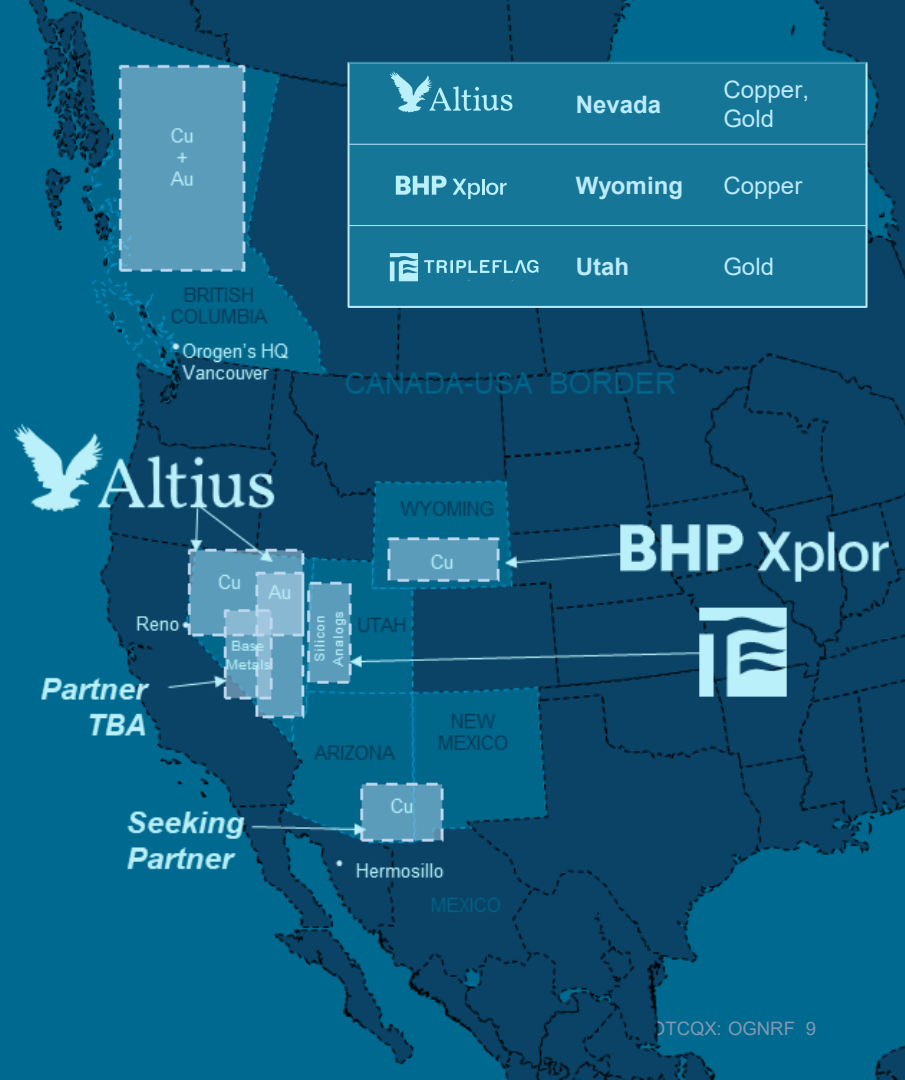 Altius
Nevada
Copper,
Gold
BHP Xplor
Wyoming
Copper
TRIPLEFLAG
Utah
Gold
Cu
+
Au
BRITISH
COLUMBIA
Orogen's HQ
Vancouver
CANADA-USA BORDER
Altius
WYOMING
Cu
BHP Xplor
Cu
Au
Reno
Base
Metals
Silicon
Analogs
UTAH
Partner
TBA
ARIZONA
NEW
MEXICO
Cu
Seeking
Partner
Hermosillo
MEXICO
OTCQX: OGNRF 9